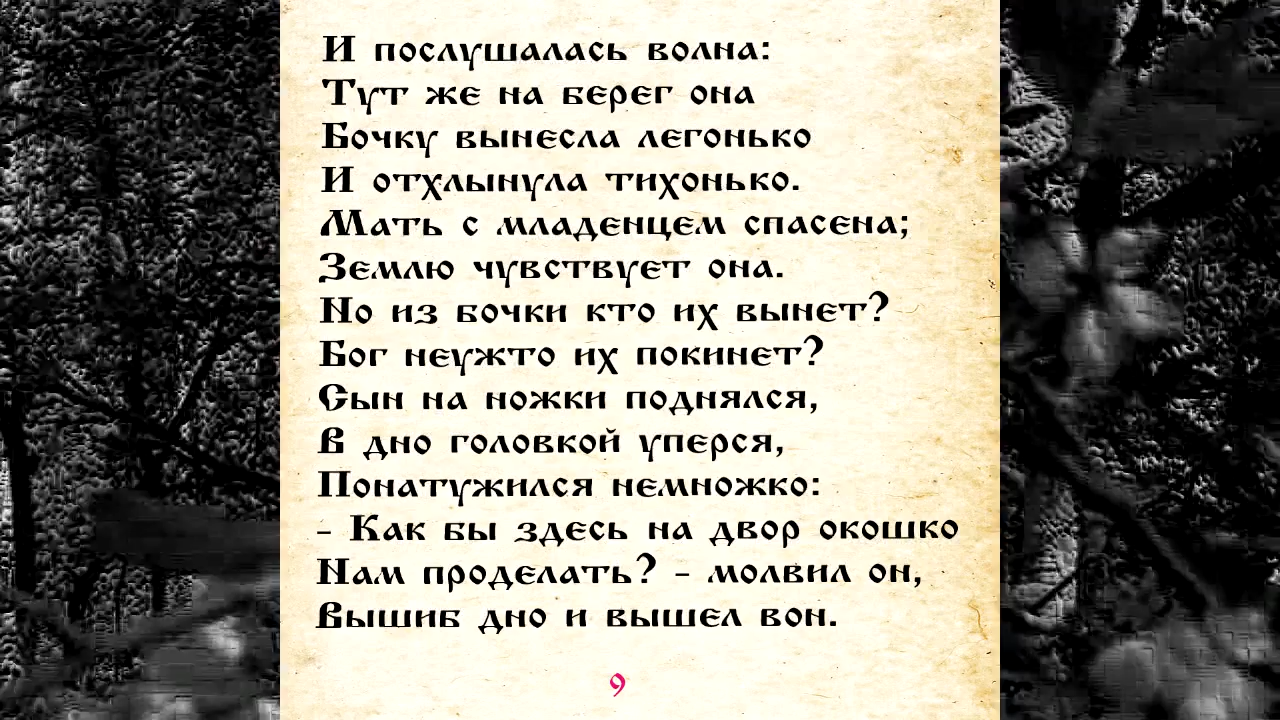 И послушалась волна:
Тут же на берег она
Бочку вынесла легонько
И отхлынула тихонько.
Мать с младенцем спасена;
Землю чувствует она.
Но из бочки кто их вынет?
Бог неужто их покинет?
Сын на ножки поднялся,
В дно головкой уперся,
Понатужился немножко:
– Как бы здесь на двор окошко
Нам проделать? – молвил он,
Вышиб дно и вышел вон.
9